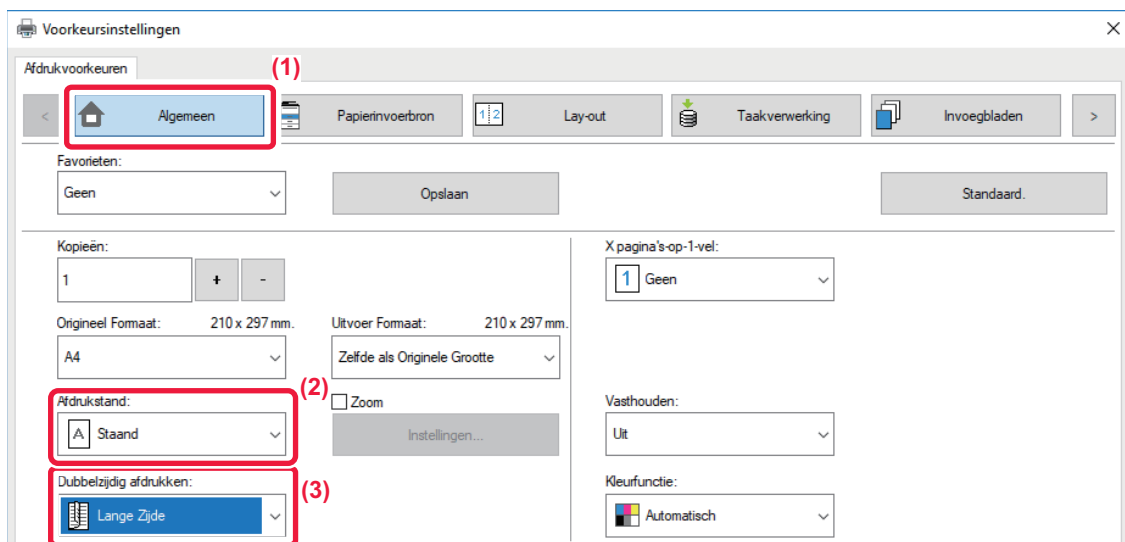 Voorkeursinstellingen
Afdrukvoorkeuren
(1)
< Algemeen Papierinvoerbron 1 2 Lay-out Taakverwerking Invoegbladen >
Favorieten:
Geen Opslaan Standaard.
Kopieën: X pagina's-op-1-vel:
1 + - 1 Geen
Origineel Formaat: 210 x 297 mm. Uitvoer Formaat: 210 x 297 mm.
A4 Zelfde als Originele Grootte
(2)
Afdrukstand: Zoom Vasthouden:
A Staand Instellingen... Uit
Dubbelzijdig afdrukken: (3) Kleurfunctie:
Lange Zijde Automatisch